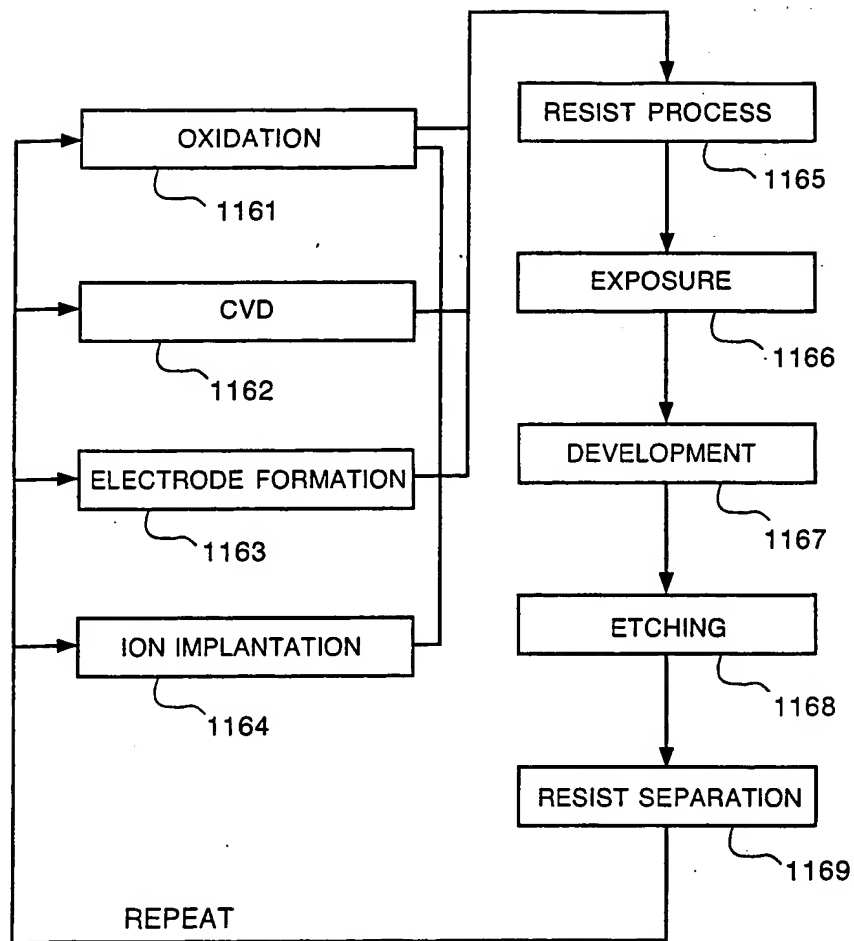 OXIDATION
1161
CVD
1162
ELECTRODE FORMATION
1163
ION IMPLANTATION
1164
RESIST PROCESS
1165
EXPOSURE
1166
DEVELOPMENT
1167
ETCHING
1168
RESIST SEPARATION
1169
REPEAT